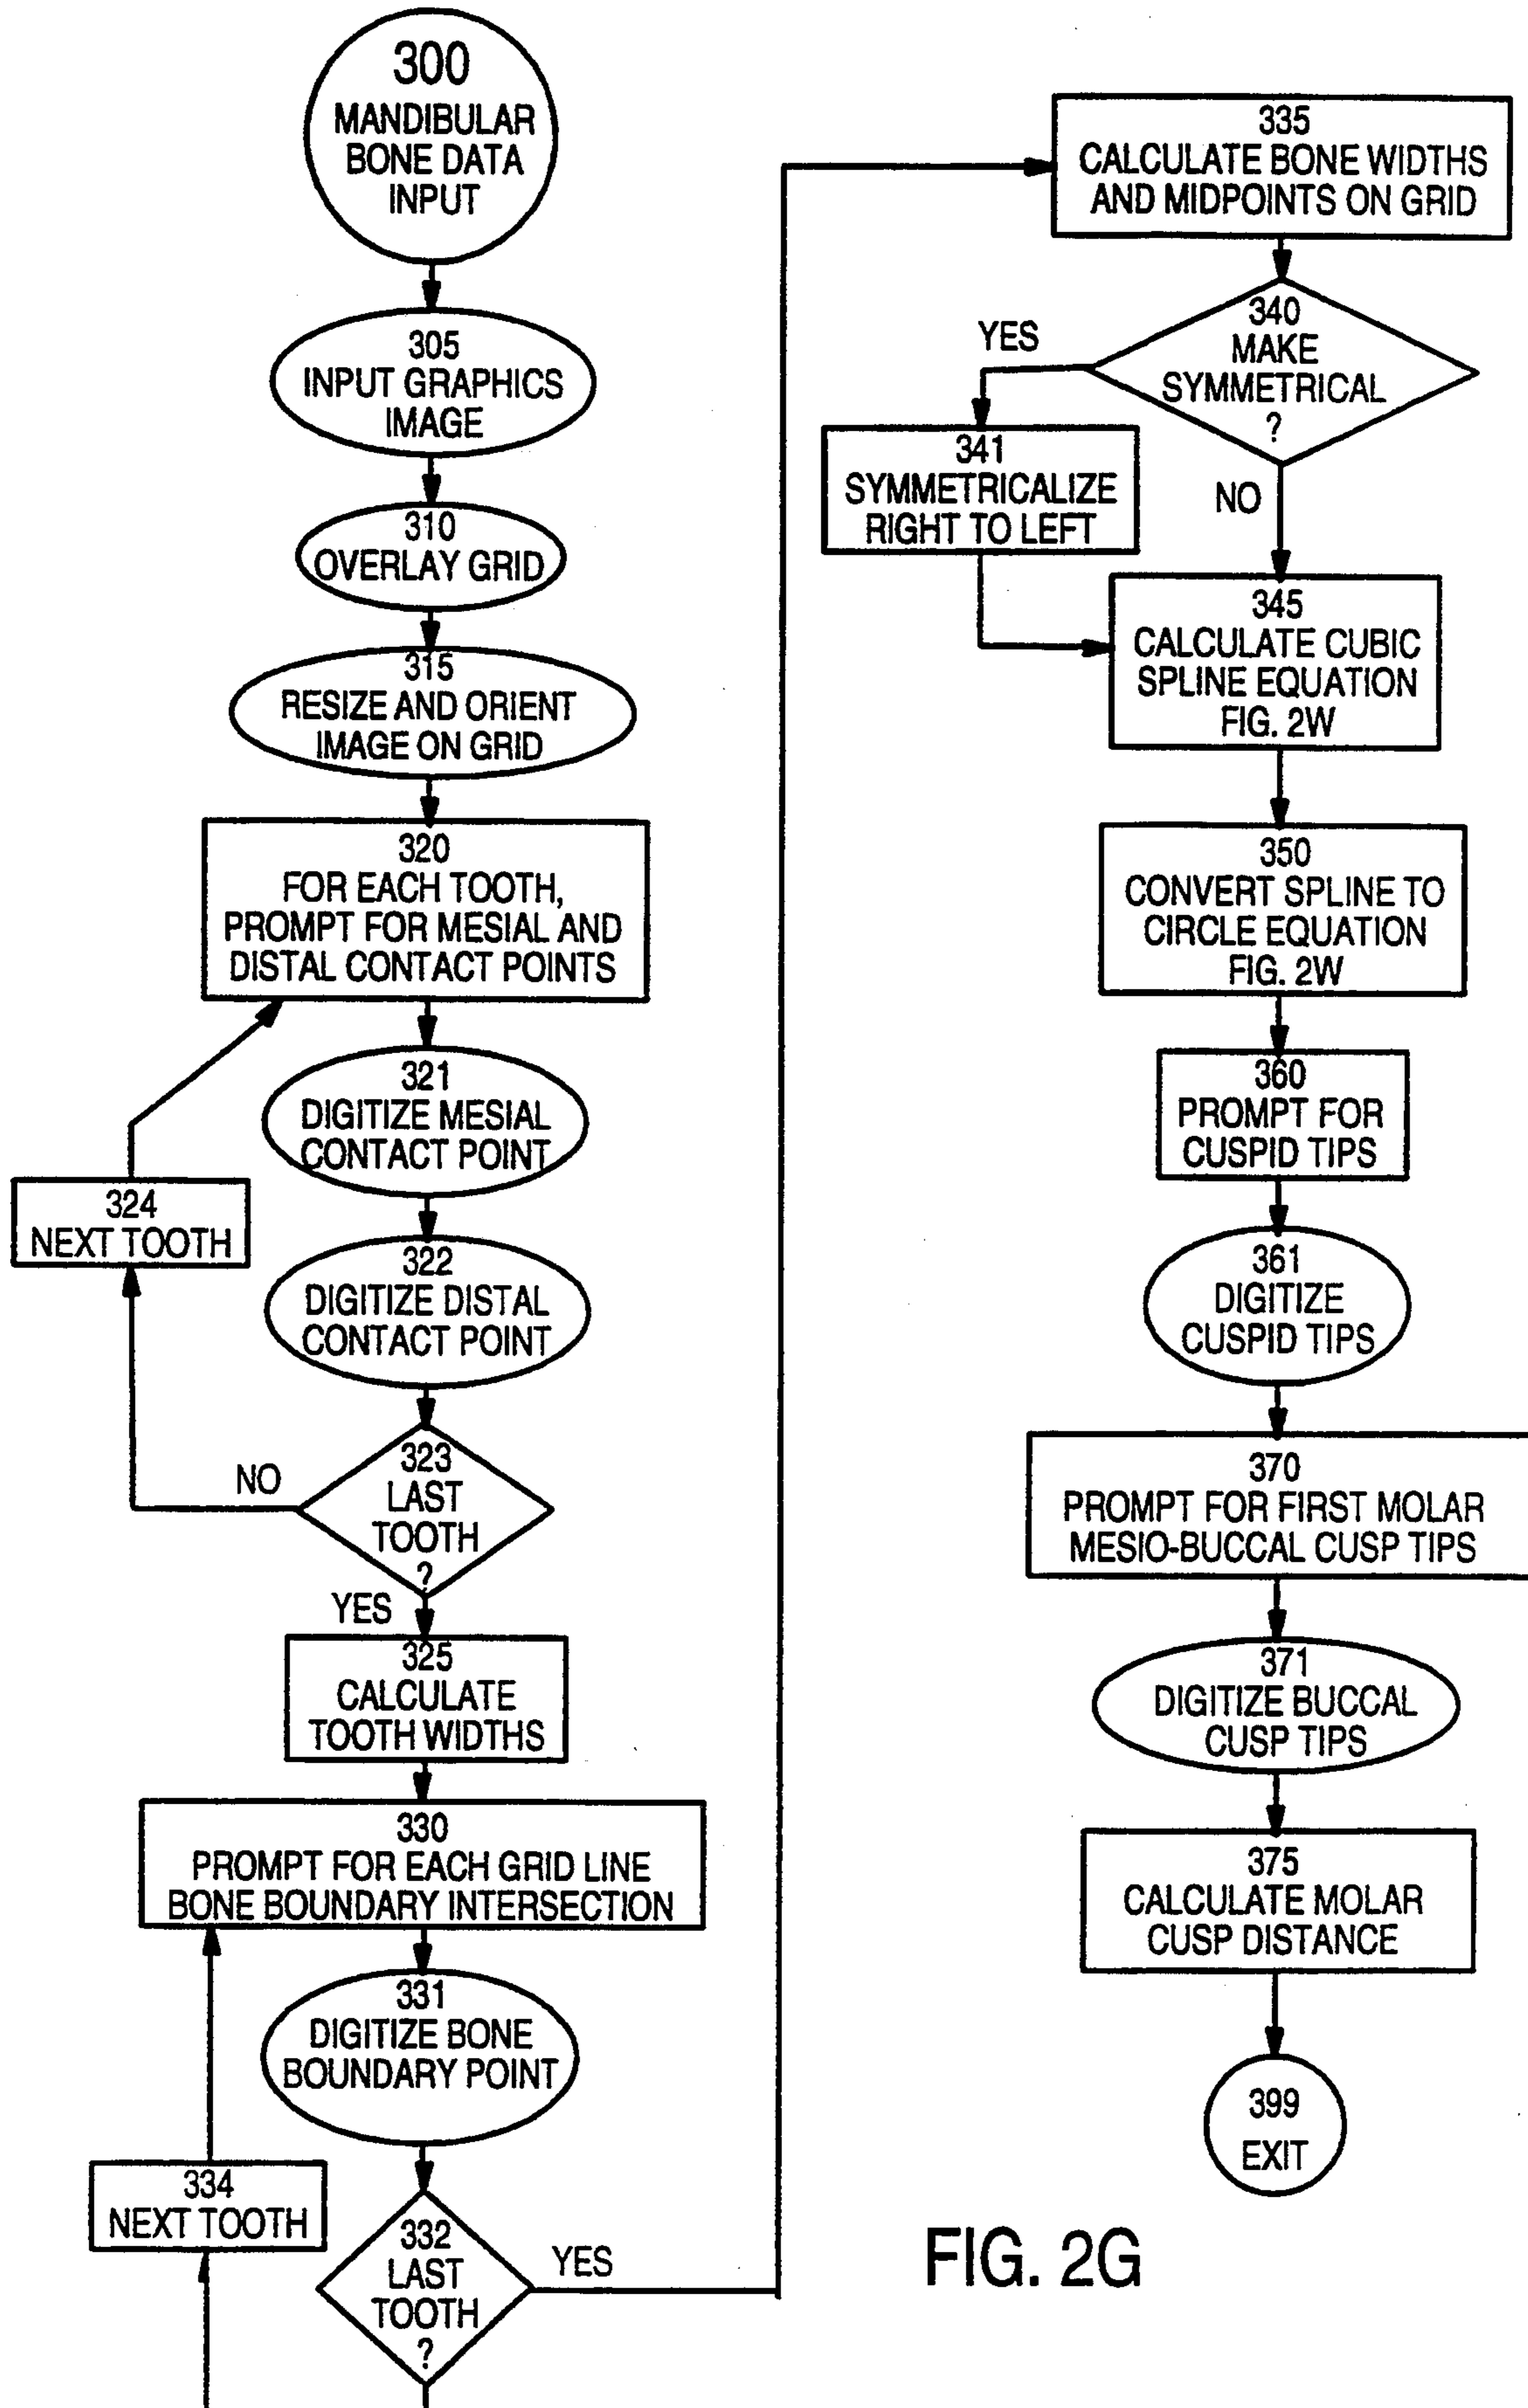 300
MANDIBULAR
BONE DATA
INPUT
305
INPUT GRAPHICS
IMAGE
310
OVERLAY GRID
315
RESIZE AND ORIENT
IMAGE ON GRID
320
FOR EACH TOOTH,
PROMPT FOR MESIAL AND
DISTAL CONTACT POINTS
321
DIGITIZE MESIAL
CONTACT POINT
324
NEXT TOOTH
322
DIGITIZE DISTAL
CONTACT POINT
323
LAST
TOOTH
?
NO
YES
325
CALCULATE
TOOTH WIDTHS
330
PROMPT FOR EACH GRID LINE
BONE BOUNDARY INTERSECTION
331
DIGITIZE BONE
BOUNDARY POINT
334
NEXT TOOTH
332
LAST
TOOTH
?
YES
335
CALCULATE BONE WIDTHS
AND MIDPOINTS ON GRID
340
MAKE
SYMMETRICAL
?
YES
341
SYMMETRICALIZE
RIGHT TO LEFT
NO
345
CALCULATE CUBIC
SPLINE EQUATION
FIG. 2W
350
CONVERT SPLINE TO
CIRCLE EQUATION
FIG. 2W
360
PROMPT FOR
CUSPID TIPS
361
DIGITIZE
CUSPID TIPS
370
PROMPT FOR FIRST MOLAR
MESIO-BUCCAL CUSP TIPS
371
DIGITIZE BUCCAL
CUSP TIPS
375
CALCULATE MOLAR
CUSP DISTANCE
399
EXIT
FIG. 2G